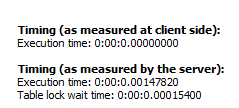 Timing (as measured at client side):
Execution time: 0:00:0.00000000
Timing (as measured by the server):
Execution time: 0:00:0.00147820
Table lock wait time: 0:00:0.00015400